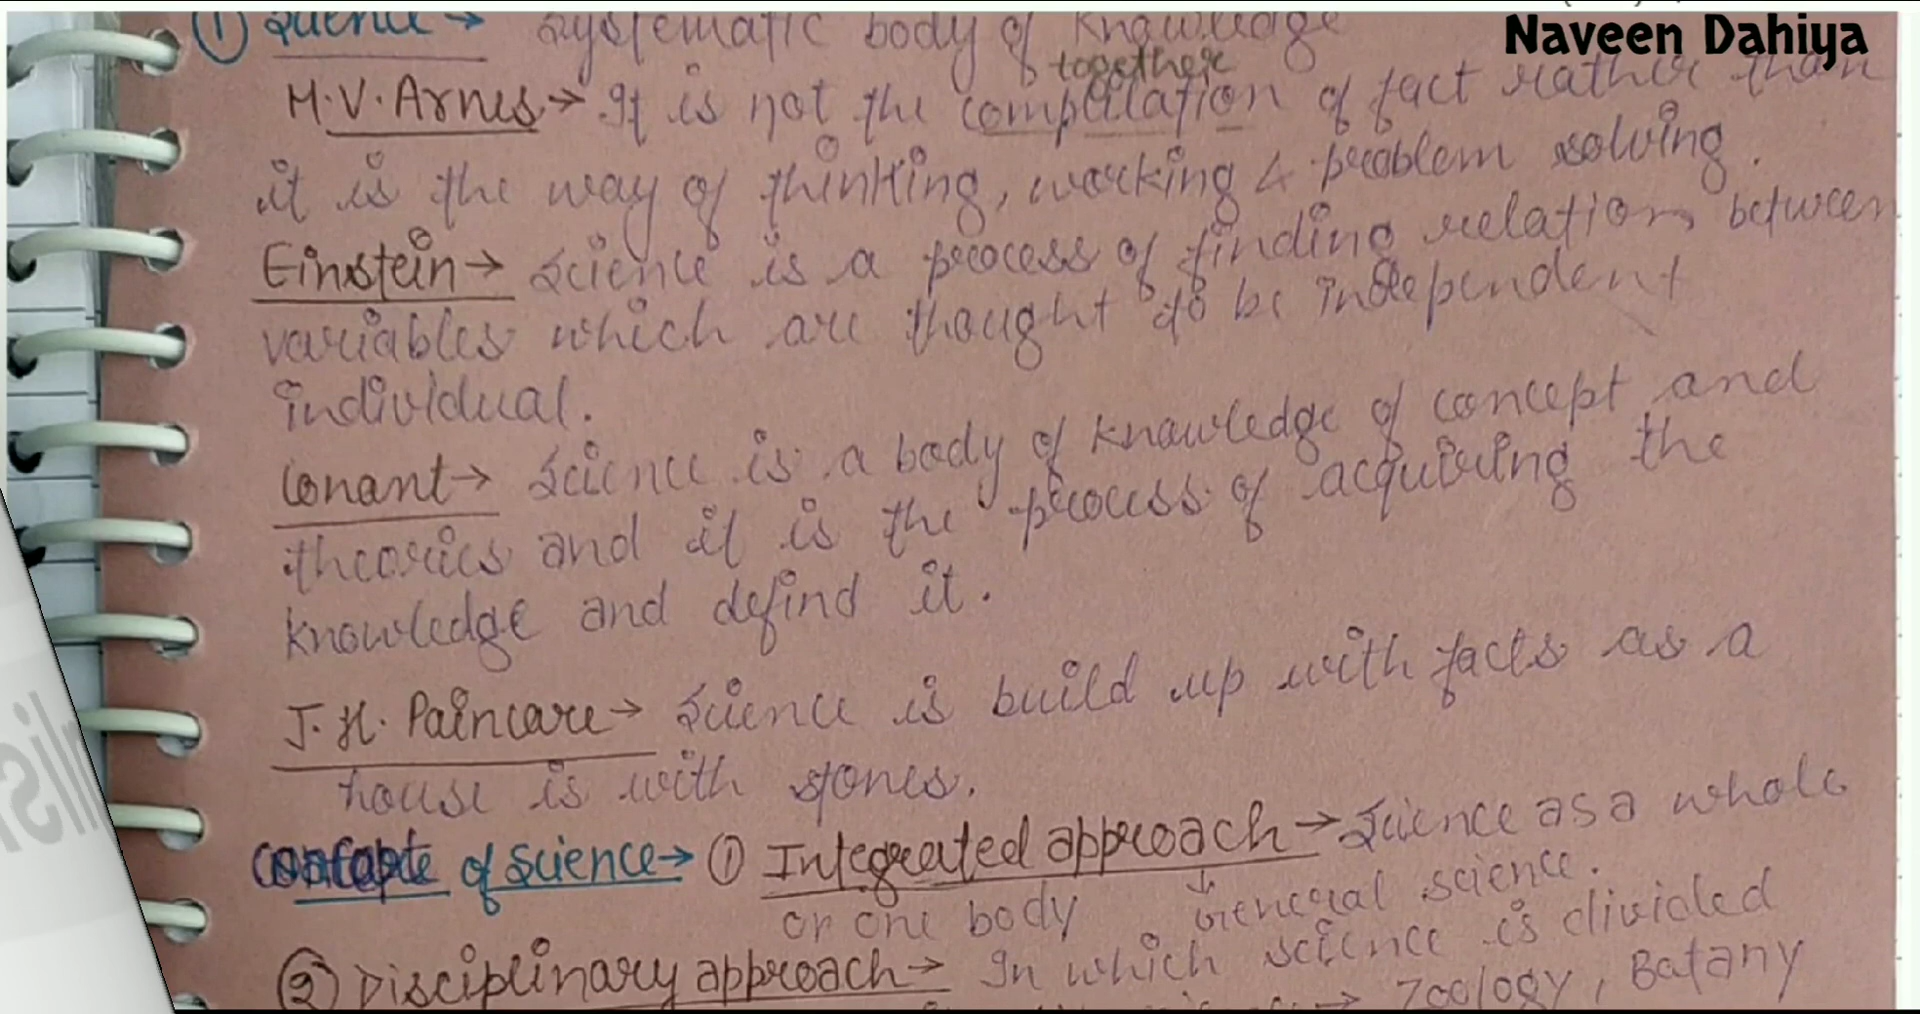 Naveen Dahiya
① Science → Systematic body of Knowledge
together
M.V. Arnes → It is not the compilation of fact rather than
it is the way of thinking, working & problem solving.
Einstein → Science is a process of finding relation between
variables which are thought to be independent
individual.
Conant → Science is a body of knowledge of concept and
theories and it is the process of acquiring the
knowledge and defind it.
J.H. Paincare → Science is build up with facts as a
house is with stones.
Concept of Science → ① Integreated approach → Science as a whole
or one body ↓ General science.
② Disciplinary approach → In which science is divided
→ Zoology, Batany